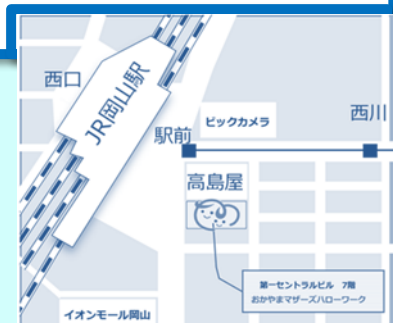 西口
JR岡山駅
駅前
ビックカメラ
西川
高島屋
第一セントラルビル 7階
おかやまマザーズハローワーク
イオンモール岡山